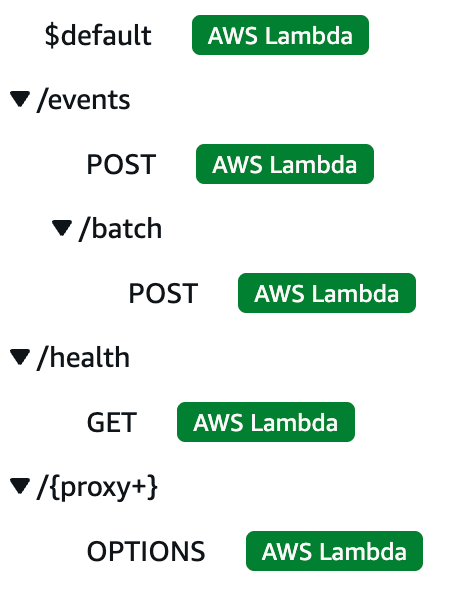 $default AWS Lambda
/events
POST AWS Lambda
/batch
POST AWS Lambda
/health
GET AWS Lambda
/{proxy+}
OPTIONS AWS Lambda